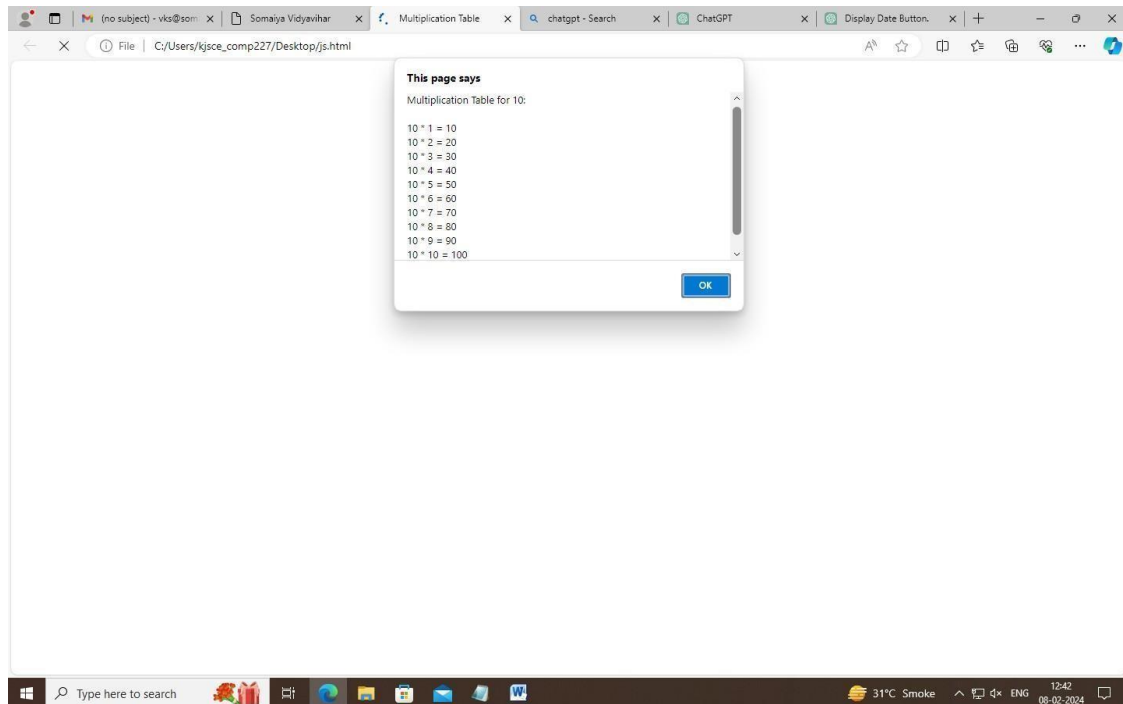 (no subject) - vks@som
Somaiya Vidyavihar
Multiplication Table
chatgpt - Search
ChatGPT
Display Date Button.
File
C:/Users/kjsce_comp227/Desktop/js.html
This page says
Multiplication Table for 10:
10 * 1 = 10
10 * 2 = 20
10 * 3 = 30
10 * 4 = 40
10 * 5 = 50
10 * 6 = 60
10 * 7 = 70
10 * 8 = 80
10 * 9 = 90
10 * 10 = 100
OK
Type here to search
31°C Smoke
ENG
12:42
08-02-2024